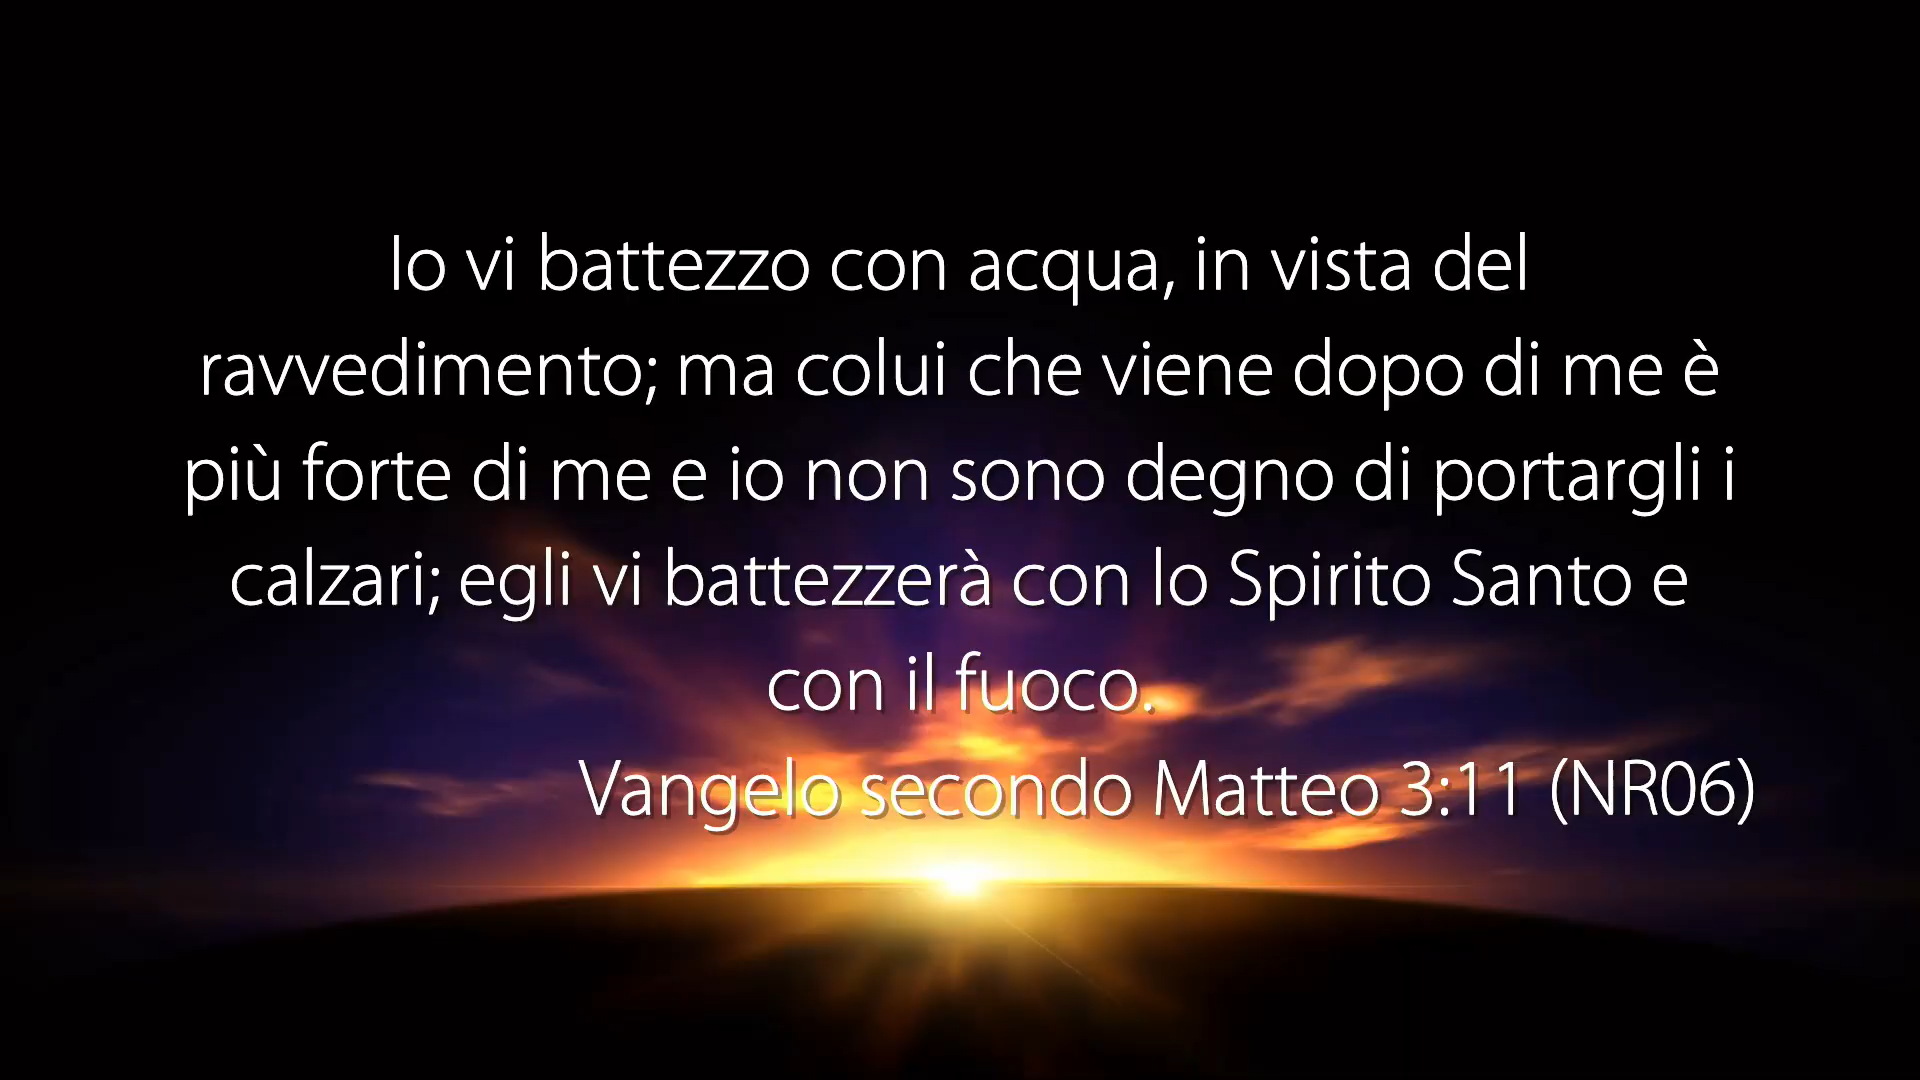 Io vi battezzo con acqua, in vista del
ravvedimento; ma colui che viene dopo di me è
più forte di me e io non sono degno di portargli i
calzari; egli vi battezzerà con lo Spirito Santo e
con il fuoco.
Vangelo secondo Matteo 3:11 (NR06)